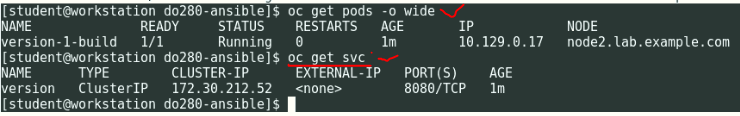 [student@workstation do280-ansible]$ oc get pods -o wide
NAME READY STATUS RESTARTS AGE IP NODE
version-1-build 1/1 Running 0 1m 10.129.0.17 node2.lab.example.com
[student@workstation do280-ansible]$ oc get svc
NAME TYPE CLUSTER-IP EXTERNAL-IP PORT(S) AGE
version ClusterIP 172.30.212.52 <none> 8080/TCP 1m
[student@workstation do280-ansible]$